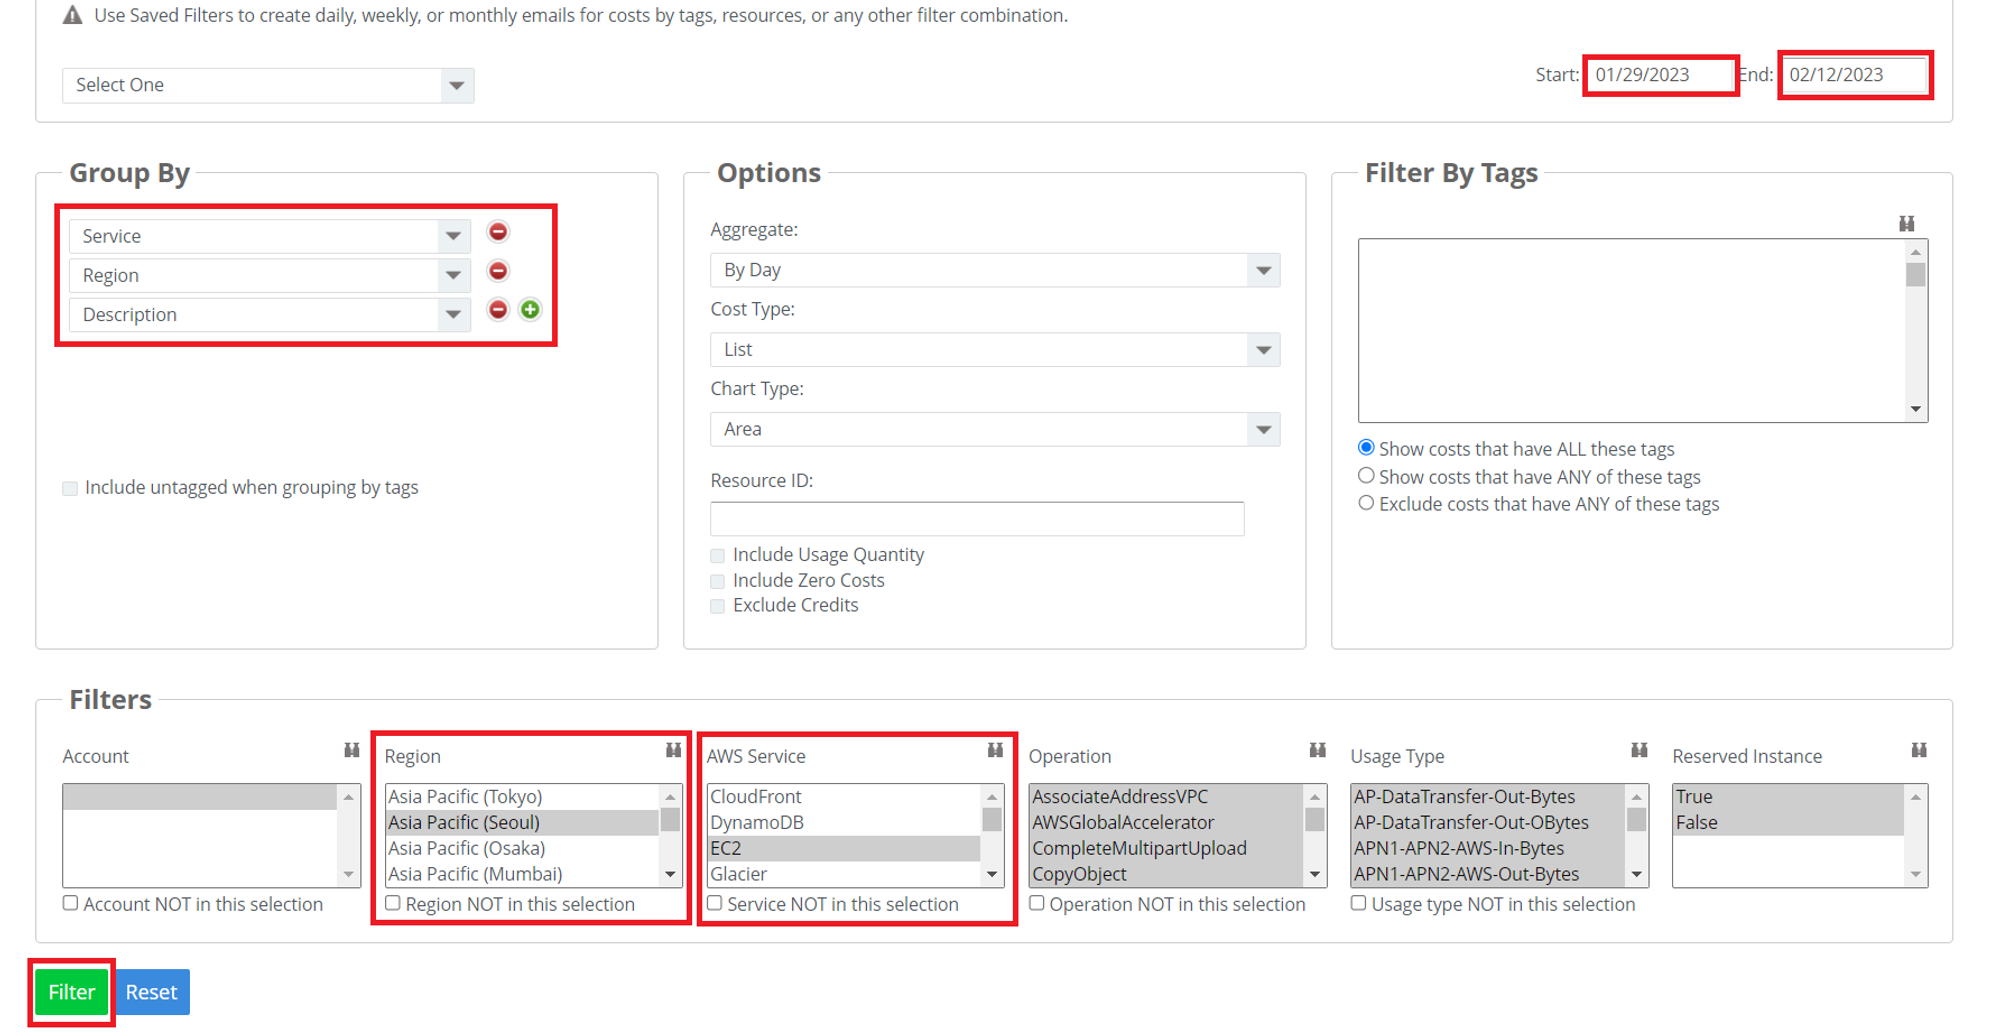 Use Saved Filters to create daily, weekly, or monthly emails for costs by tags, resources, or any other filter combination.
Select One
Start: 01/29/2023 End: 02/12/2023
Group By
Service
Region
Description
Include untagged when grouping by tags
Options
Aggregate:
By Day
Cost Type:
List
Chart Type:
Area
Resource ID:
Include Usage Quantity
Include Zero Costs
Exclude Credits
Filter By Tags
Show costs that have ALL these tags
Show costs that have ANY of these tags
Exclude costs that have ANY of these tags
Filters
Account
Account NOT in this selection
Region
Asia Pacific (Tokyo)
Asia Pacific (Seoul)
Asia Pacific (Osaka)
Asia Pacific (Mumbai)
Region NOT in this selection
AWS Service
CloudFront
DynamoDB
EC2
Glacier
Service NOT in this selection
Operation
AssociateAddressVPC
AWSGlobalAccelerator
CompleteMultipartUpload
CopyObject
Operation NOT in this selection
Usage Type
AP-DataTransfer-Out-Bytes
AP-DataTransfer-Out-OBytes
APN1-APN2-AWS-In-Bytes
APN1-APN2-AWS-Out-Bytes
Usage type NOT in this selection
Reserved Instance
True
False
Filter
Reset